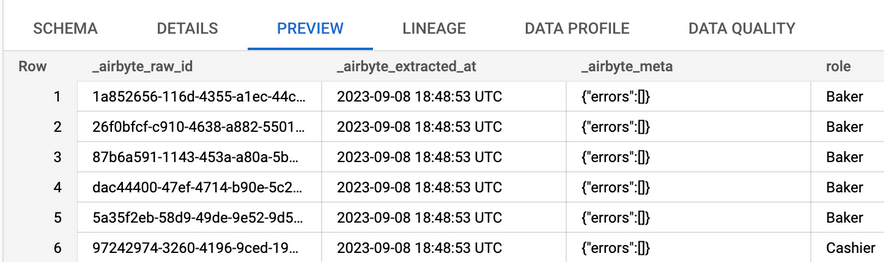 SCHEMA DETAILS PREVIEW LINEAGE DATA PROFILE DATA QUALITY
Row _airbyte_raw_id _airbyte_extracted_at _airbyte_meta role
1 1a852656-116d-4355-a1ec-44c... 2023-09-08 18:48:53 UTC {"errors":[]} Baker
2 26f0bfcf-c910-4638-a882-5501... 2023-09-08 18:48:53 UTC {"errors":[]} Baker
3 87b6a591-1143-453a-a80a-5b... 2023-09-08 18:48:53 UTC {"errors":[]} Baker
4 dac44400-47ef-4714-b90e-5c2... 2023-09-08 18:48:53 UTC {"errors":[]} Baker
5 5a35f2eb-58d9-49de-9e52-9d5... 2023-09-08 18:48:53 UTC {"errors":[]} Baker
6 97242974-3260-4196-9ced-19... 2023-09-08 18:48:53 UTC {"errors":[]} Cashier